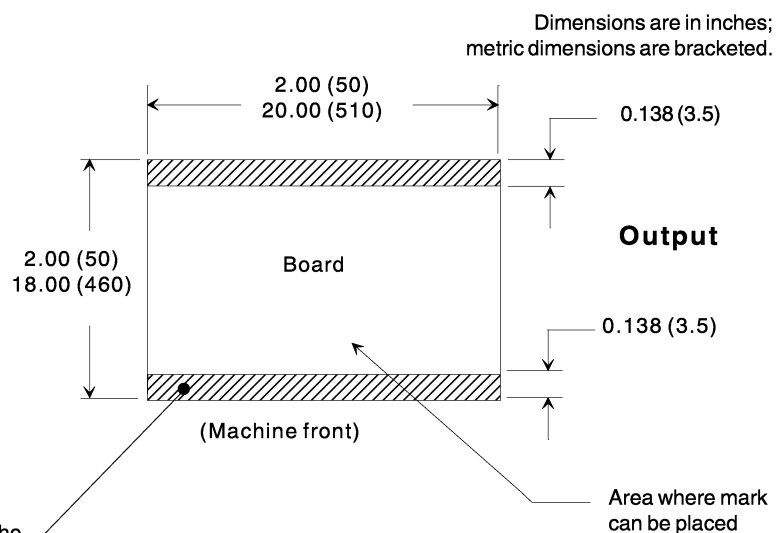 Dimensions are in inches;
metric dimensions are bracketed.
2.00 (50)
20.00 (510)
0.138 (3.5)
Output
2.00 (50)
18.00 (460)
Board
0.138 (3.5)
(Machine front)
Area where mark
can be placed